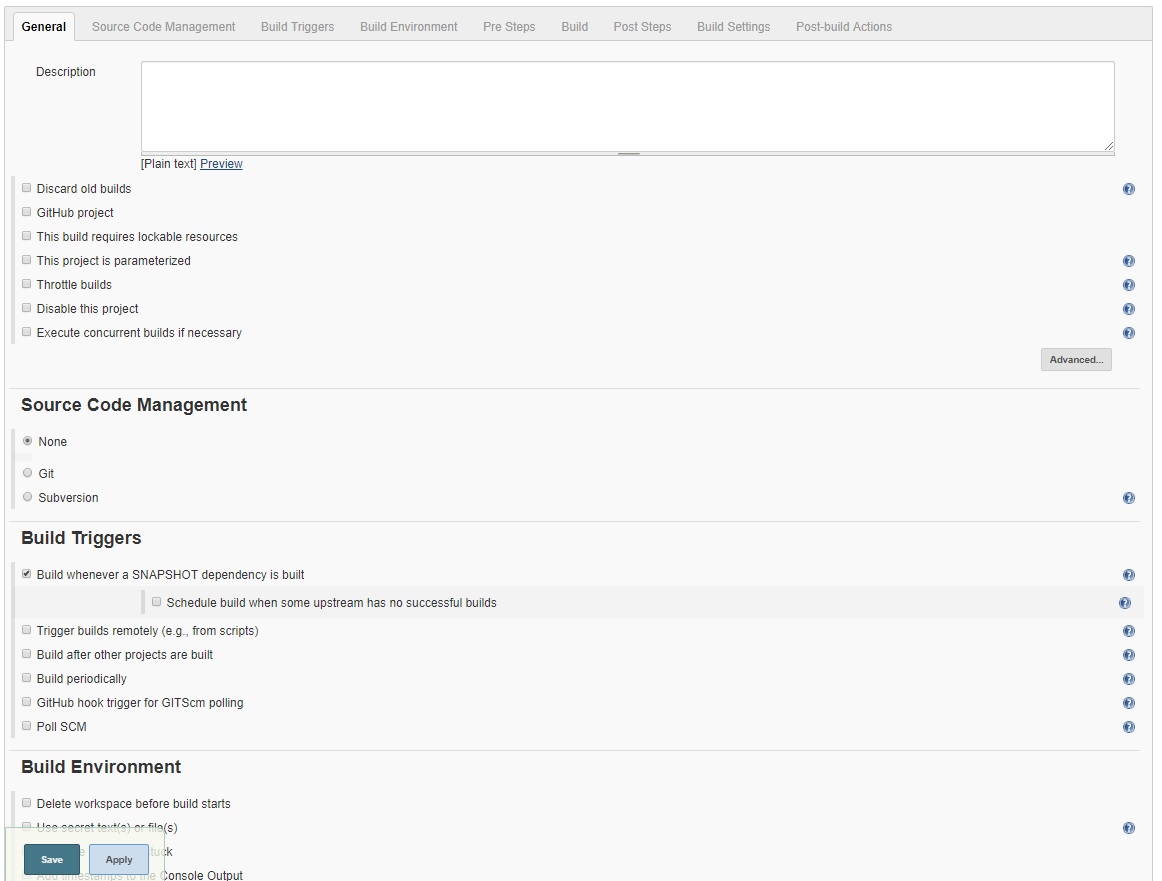 General Source Code Management Build Triggers Build Environment Pre Steps Build Post Steps Build Settings Post-build Actions
Description
[Plain text] Preview
Discard old builds
GitHub project
This build requires lockable resources
This project is parameterized
Throttle builds
Disable this project
Execute concurrent builds if necessary
Advanced...
Source Code Management
None
Git
Subversion
Build Triggers
Build whenever a SNAPSHOT dependency is built
Schedule build when some upstream has no successful builds
Trigger builds remotely (e.g., from scripts)
Build after other projects are built
Build periodically
GitHub hook trigger for GITScm polling
Poll SCM
Build Environment
Delete workspace before build starts
Use secret text(s) or file(s)
Save Apply
Add timestamps to the Console Output